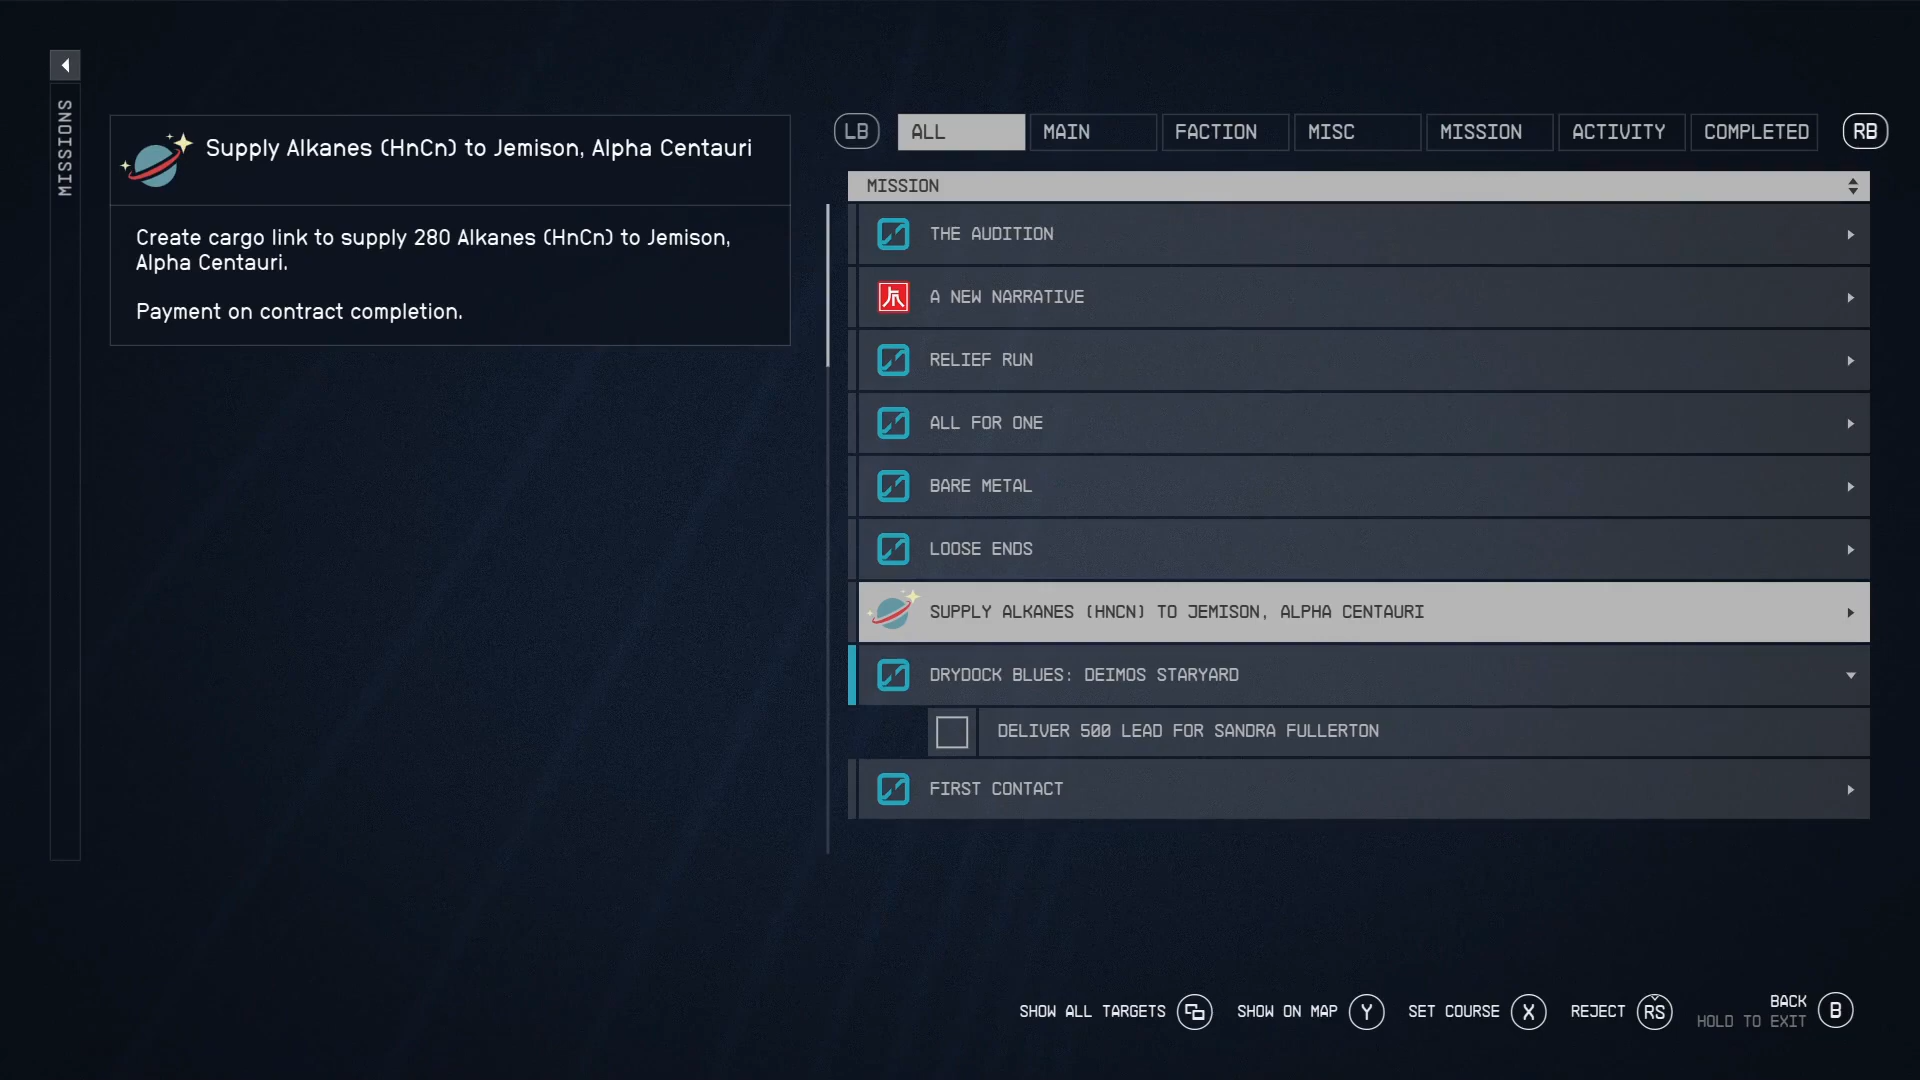 MISSIONS
Supply Alkanes (HnCn) to Jemison, Alpha Centauri
Create cargo link to supply 280 Alkanes (HnCn) to Jemison,
Alpha Centauri.
Payment on contract completion.
LB ALL MAIN FACTION MISC MISSION ACTIVITY COMPLETED RB
MISSION
THE AUDITION
A NEW NARRATIVE
RELIEF RUN
ALL FOR ONE
BARE METAL
LOOSE ENDS
SUPPLY ALKANES (HNCN) TO JEMISON, ALPHA CENTAURI
DRYDOCK BLUES: DEIMOS STARYARD
DELIVER 500 LEAD FOR SANDRA FULLERTON
FIRST CONTACT
SHOW ALL TARGETS SHOW ON MAP Y SET COURSE X REJECT RS BACK B
HOLD TO EXIT